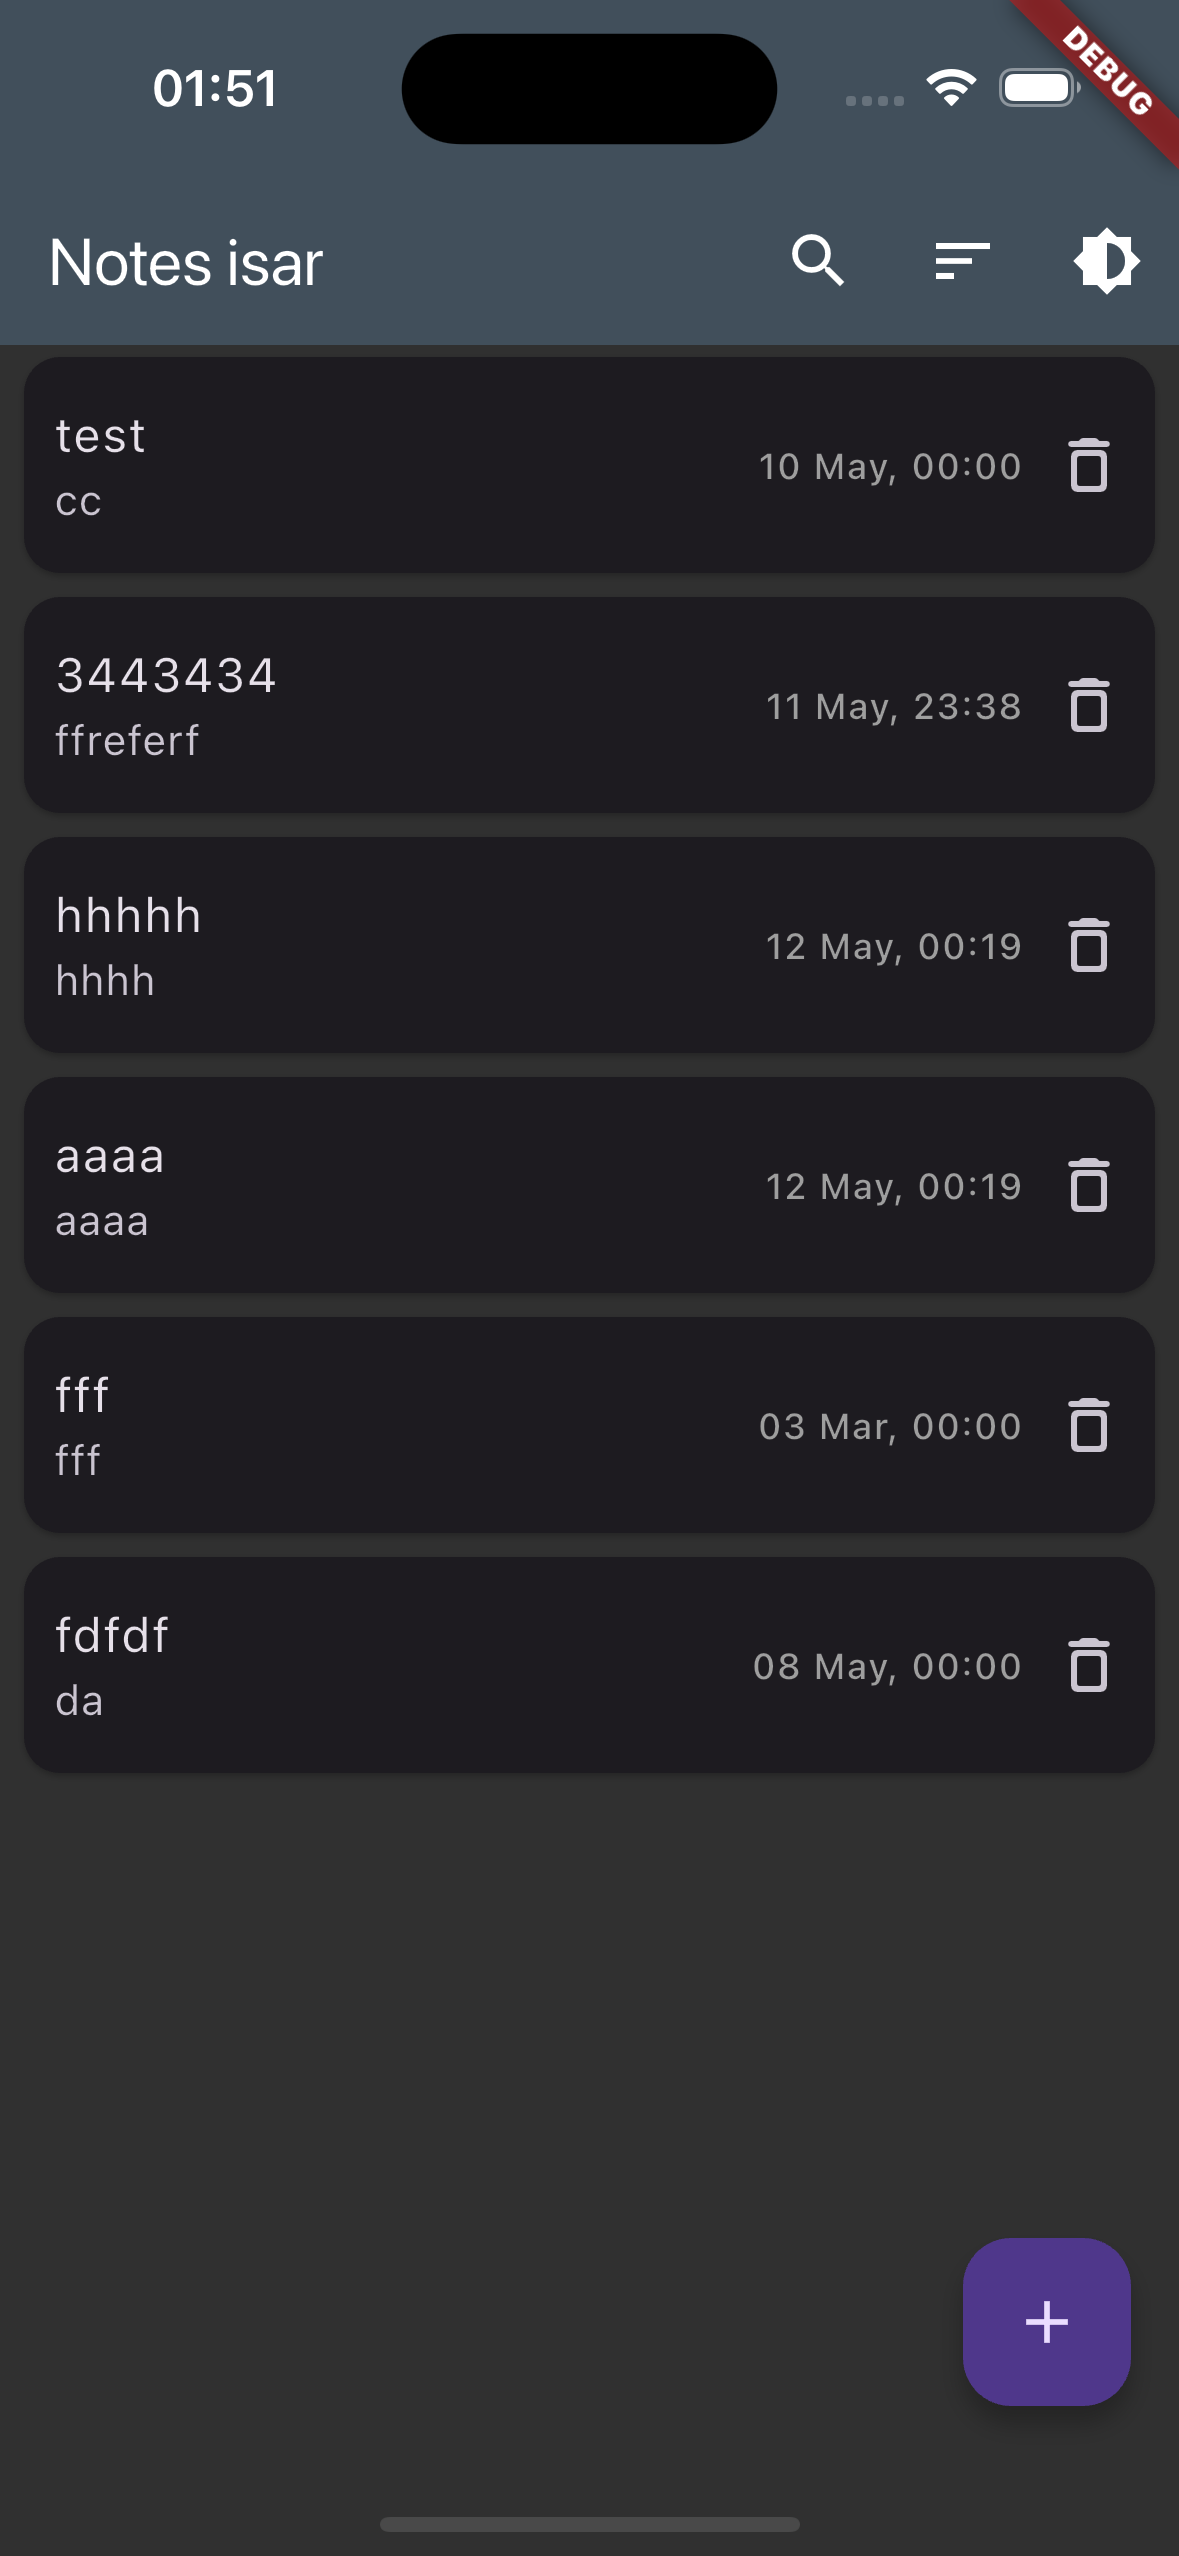 01:51
DEBUG
Notes isar
test
cc
10 May, 00:00
3443434
ffreferf
11 May, 23:38
hhhhh
hhhh
12 May, 00:19
aaaa
aaaa
12 May, 00:19
fff
fff
03 Mar, 00:00
fdfdf
da
08 May, 00:00